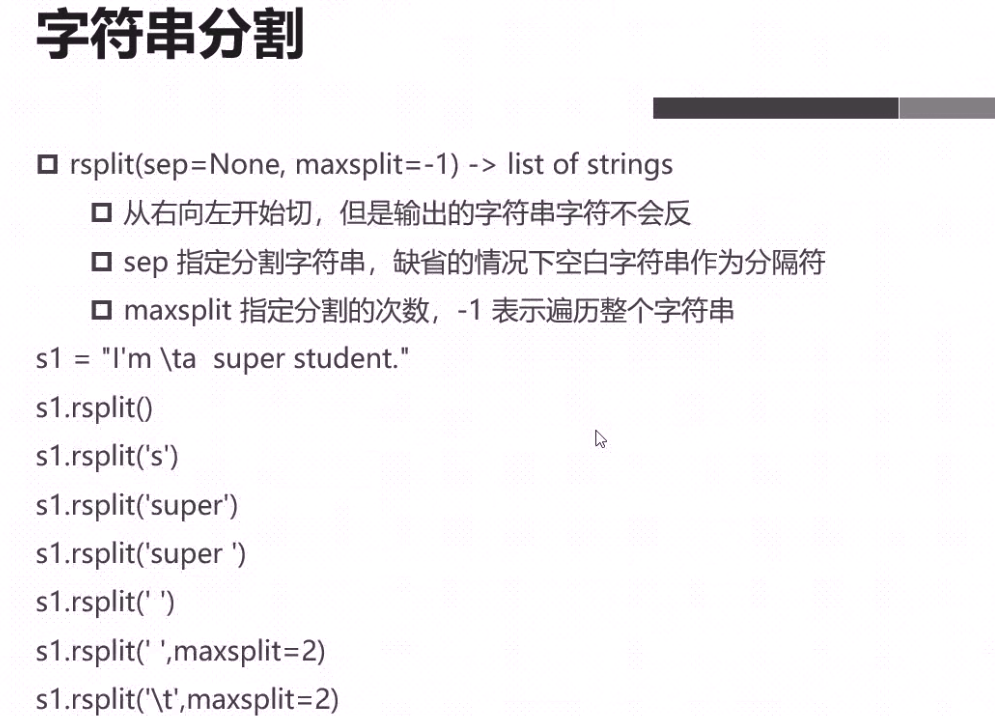 字符串分割
rsplit(sep=None, maxsplit=-1) -> list of strings
从右向左开始切，但是输出的字符串字符不会反
sep 指定分割字符串，缺省的情况下空白字符串作为分隔符
maxsplit 指定分割的次数，-1 表示遍历整个字符串
s1 = "I'm \ta  super student."
s1.rsplit()
s1.rsplit('s')
s1.rsplit('super')
s1.rsplit('super ')
s1.rsplit(' ')
s1.rsplit(' ',maxsplit=2)
s1.rsplit('\t',maxsplit=2)